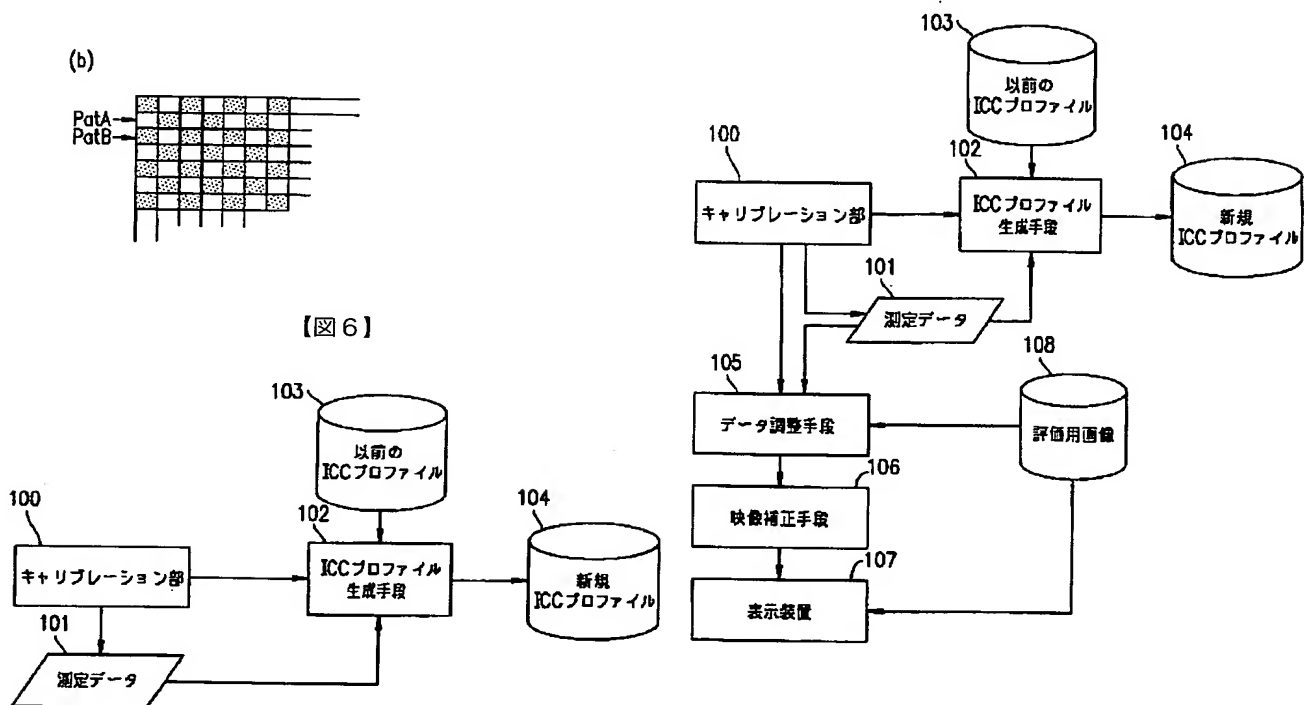 (b)
PatA
PatB
【図6】
103
以前の
ICCプロファイル
100
102
104
キャリブレーション部
ICCプロファイル
生成手段
新規
ICCプロファイル
101
測定データ
103
以前の
ICCプロファイル
100
102
104
キャリブレーション部
ICCプロファイル
生成手段
新規
ICCプロファイル
101
測定データ
105
108
データ調整手段
評価用画像
106
映像補正手段
107
表示装置